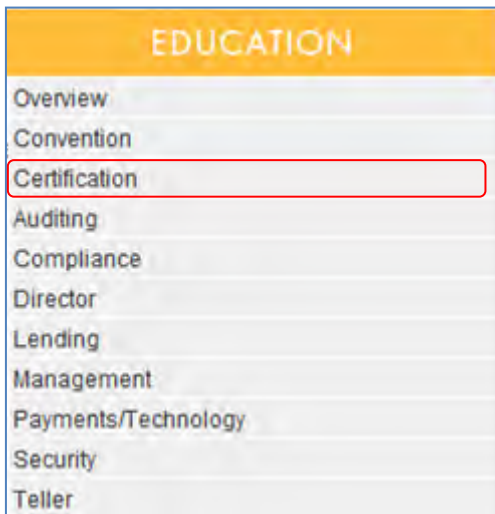 EDUCATION
Overview
Convention
Certification
Auditing
Compliance
Director
Lending
Management
Payments/Technology
Security
Teller